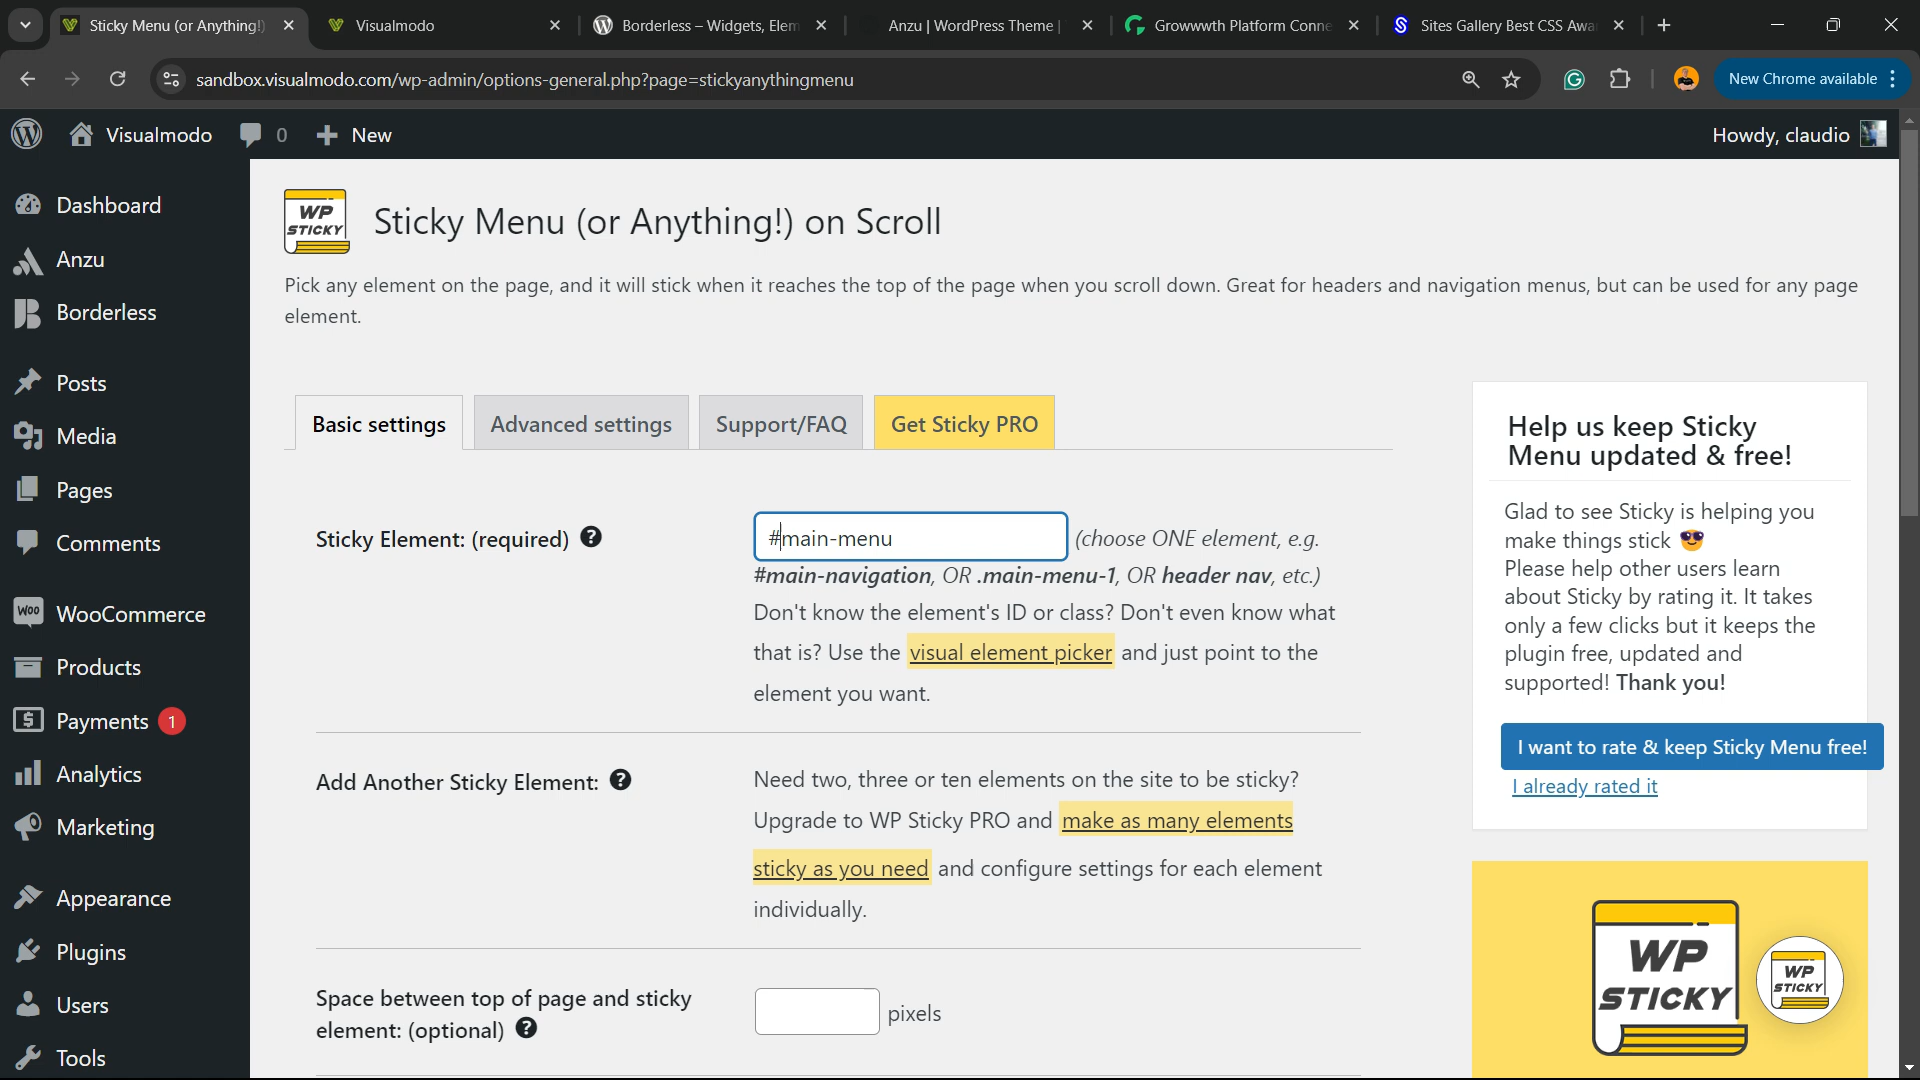 Sticky Menu (or Anything!)
Visualmodo
Borderless – Widgets, Elem
Anzu | WordPress Theme |
Growwwth Platform Conne
Sites Gallery Best CSS Awa
sandbox.visualmodo.com/wp-admin/options-general.php?page=stickyanythingmenu
New Chrome available
Visualmodo
0
New
Howdy, claudio
Dashboard
Anzu
Borderless
Posts
Media
Pages
Comments
WOO WooCommerce
Products
Payments 1
Analytics
Marketing
Appearance
Plugins
Users
Tools
WP
STICKY
Sticky Menu (or Anything!) on Scroll
Pick any element on the page, and it will stick when it reaches the top of the page when you scroll down. Great for headers and navigation menus, but can be used for any page
element.
Basic settings
Advanced settings
Support/FAQ
Get Sticky PRO
Sticky Element: (required) ?
#main-menu (choose ONE element, e.g.
#main-navigation, OR .main-menu-1, OR header nav, etc.)
Don't know the element's ID or class? Don't even know what
that is? Use the visual element picker and just point to the
element you want.
Add Another Sticky Element: ?
Need two, three or ten elements on the site to be sticky?
Upgrade to WP Sticky PRO and make as many elements
sticky as you need and configure settings for each element
individually.
Space between top of page and sticky
element: (optional) ?
pixels
Help us keep Sticky
Menu updated & free!
Glad to see Sticky is helping you
make things stick 😎
Please help other users learn
about Sticky by rating it. It takes
only a few clicks but it keeps the
plugin free, updated and
supported! Thank you!
I want to rate & keep Sticky Menu free!
I already rated it
WP
STICKY
WP
STICKY